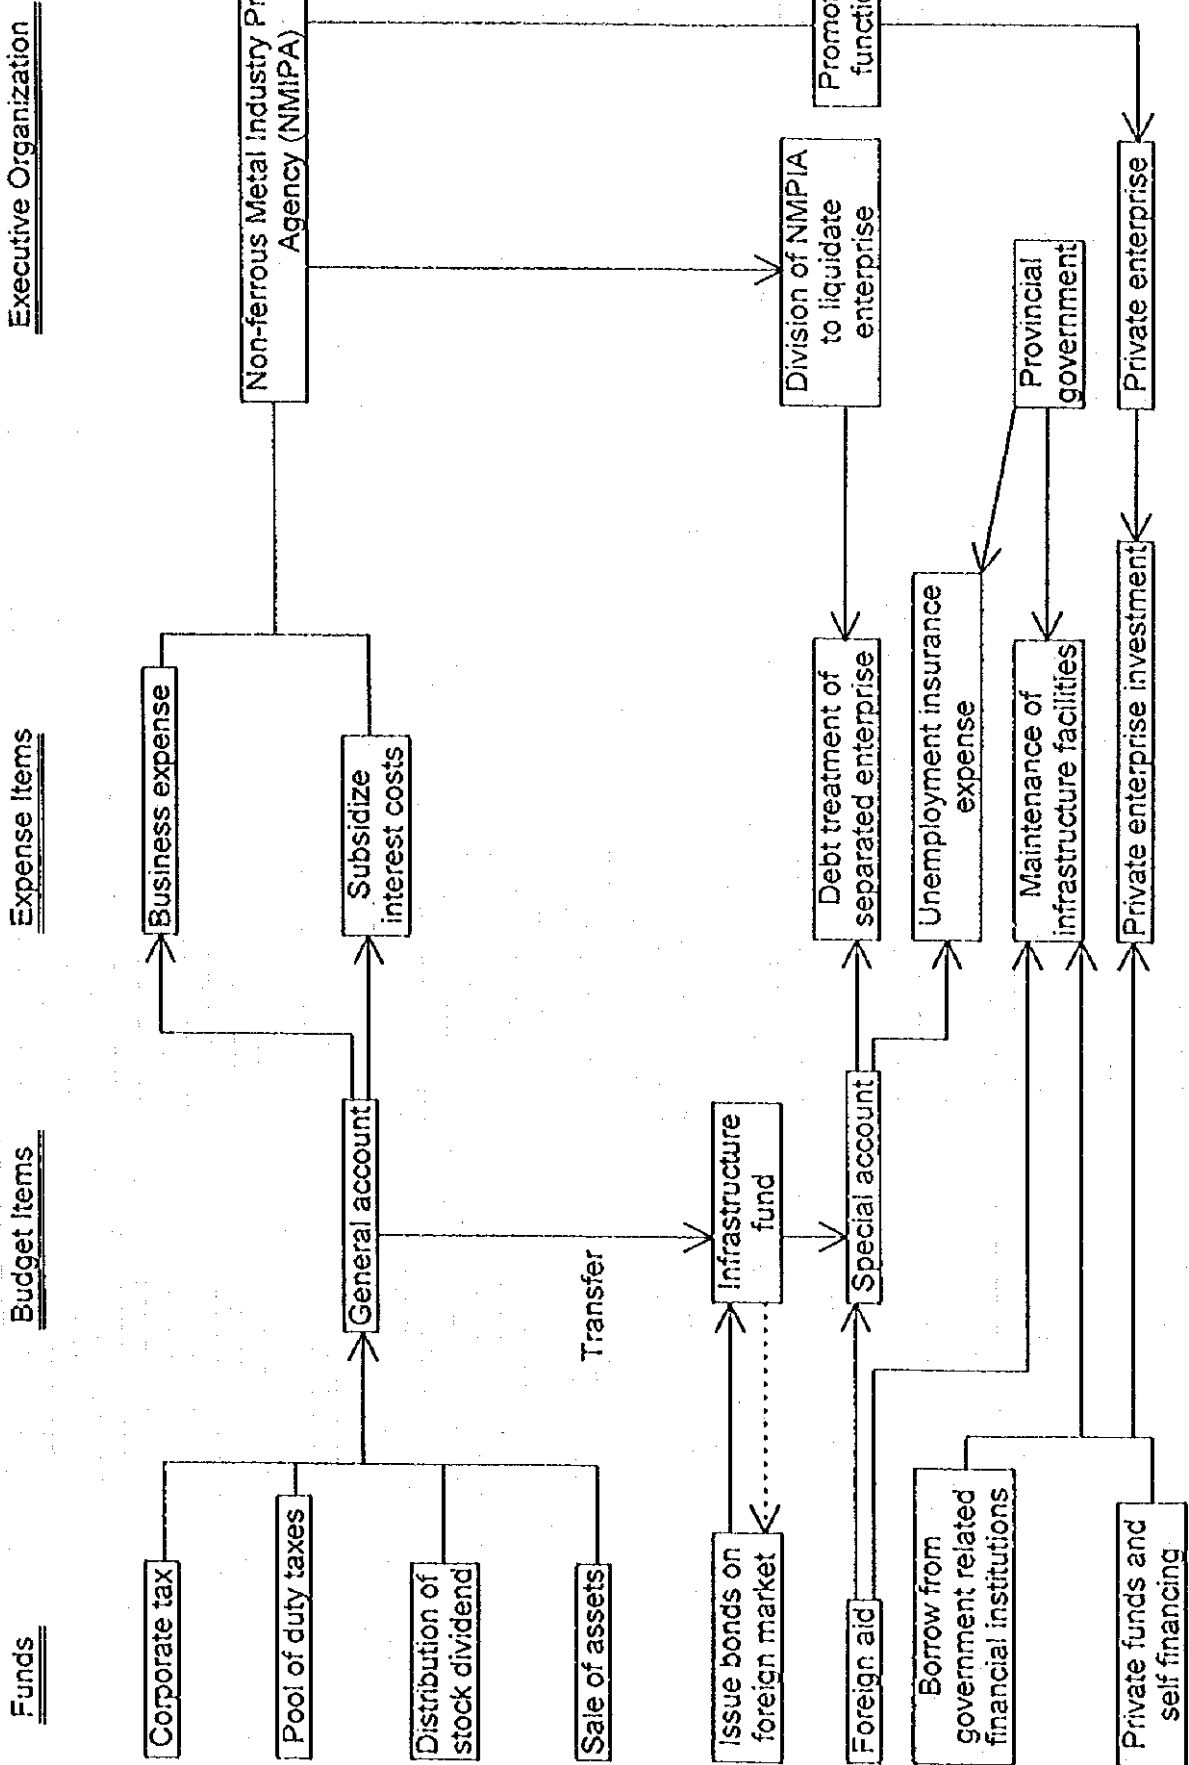 Funds
Budget Items
Expense Items
Executive Organization
Corporate tax
Pool of duty taxes
Distribution of
stock dividend
Sale of assets
General account
Business expense
Subsidize
interest costs
Non-ferrous Metal Industry Pr
Agency (NMIPA)
Transfer
Issue bonds on
foreign market
Infrastructure
fund
Foreign aid
Special account
Debt treatment of
separated enterprise
Division of NMPIA
to liquidate
enterprise
Promo
functi
Borrow from
government related
financial institutions
Unemployment insurance
expense
Maintenance of
infrastructure facilities
Provincial
government
Private funds and
self financing
Private enterprise investment
Private enterprise